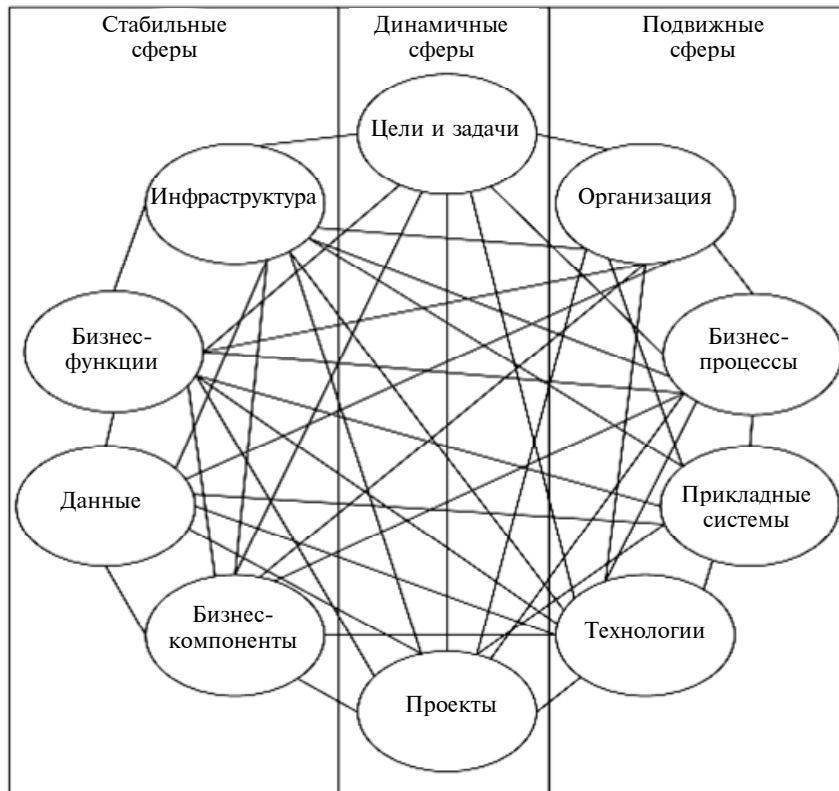 Стабильные
сферы
Динамичные
сферы
Подвижные
сферы
Цели и задачи
Инфраструктура
Организация
Бизнес-
функции
Бизнес-
процессы
Данные
Прикладные
системы
Бизнес-
компоненты
Технологии
Проекты